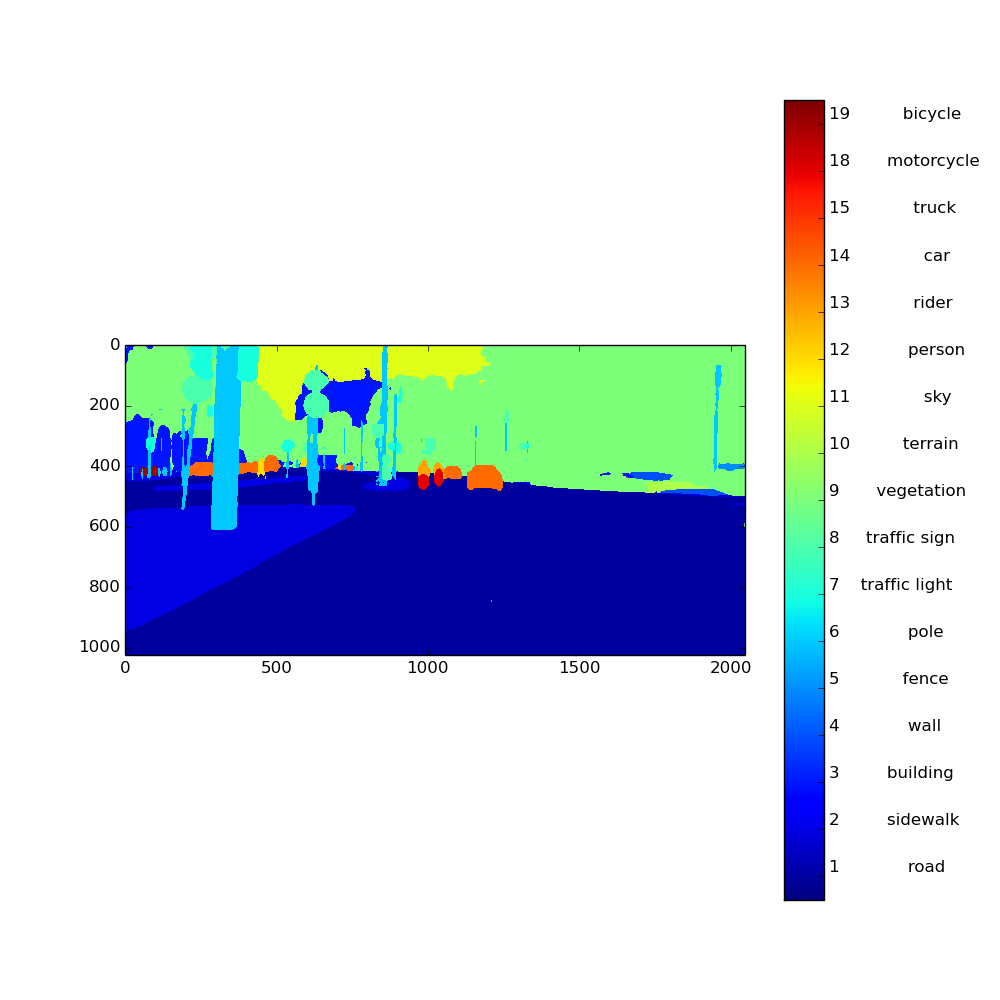 19 bicycle
18 motorcycle
15 truck
14 car
13 rider
12 person
11 sky
10 terrain
9 vegetation
8 traffic sign
7 traffic light
6 pole
5 fence
4 wall
3 building
2 sidewalk
1 road
0
200
400
600
800
1000
0 500 1000 1500 2000